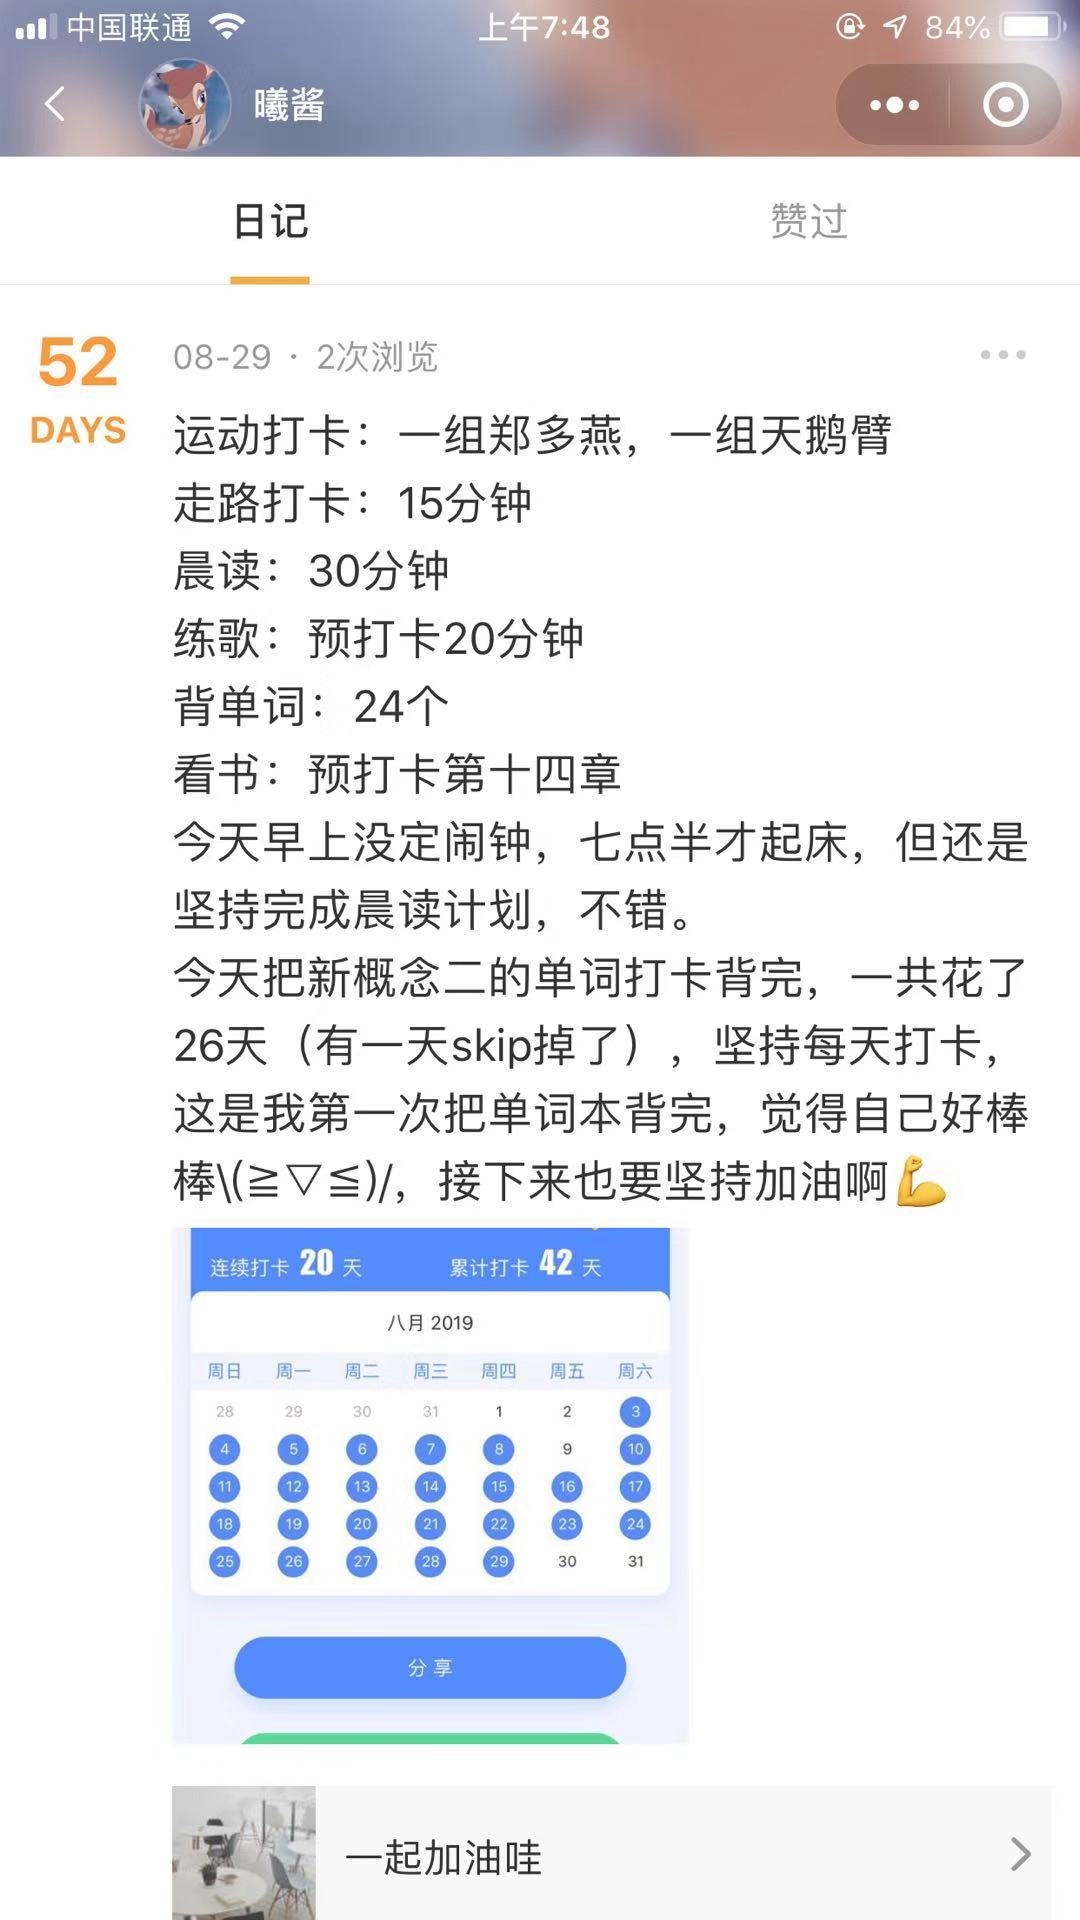 中国联通 上午7:48 84%
曦酱
日记 赞过
52 DAYS
08-29 · 2次浏览
运动打卡：一组郑多燕，一组天鹅臂
走路打卡：15分钟
晨读：30分钟
练歌：预打卡20分钟
背单词：24个
看书：预打卡第十四章
今天早上没定闹钟，七点半才起床，但还是
坚持完成晨读计划，不错。
今天把新概念二的单词打卡背完，一共花了
26天（有一天skip掉了），坚持每天打卡，
这是我第一次把单词本背完，觉得自己好棒
棒\(≧▽≦)/，接下来也要坚持加油啊💪
连续打卡 20 天 累计打卡 42 天
八月 2019
周日 周一 周二 周三 周四 周五 周六
28 29 30 31 1 2 3
4 5 6 7 8 9 10
11 12 13 14 15 16 17
18 19 20 21 22 23 24
25 26 27 28 29 30 31
分享
一起加油哇